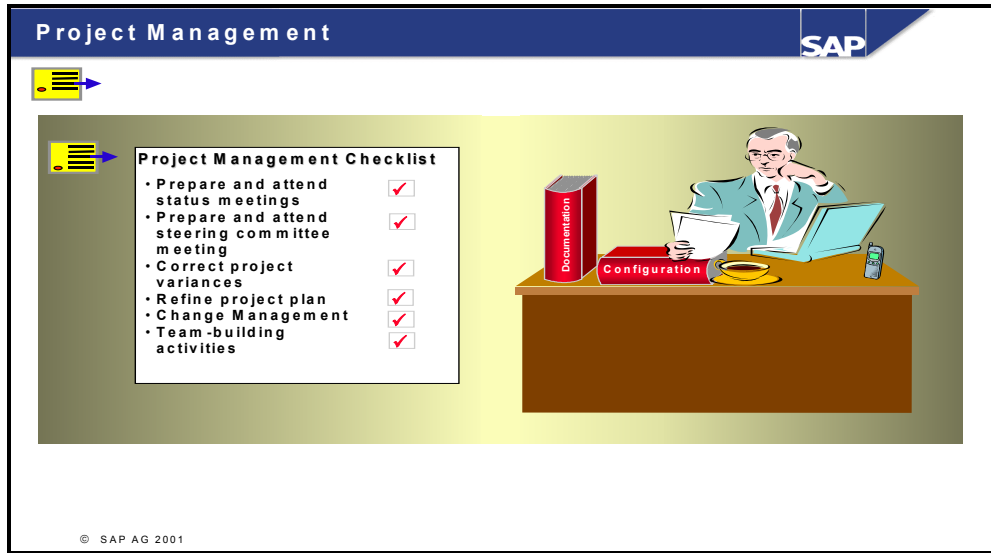 Project Management
SAP
Project Management Checklist
• Prepare and attend
status meetings
• Prepare and attend
steering committee
meeting
• Correct project
variances
• Refine project plan
• Change Management
• Team-building
activities
Documentation
Configuration
© SAP AG 2001